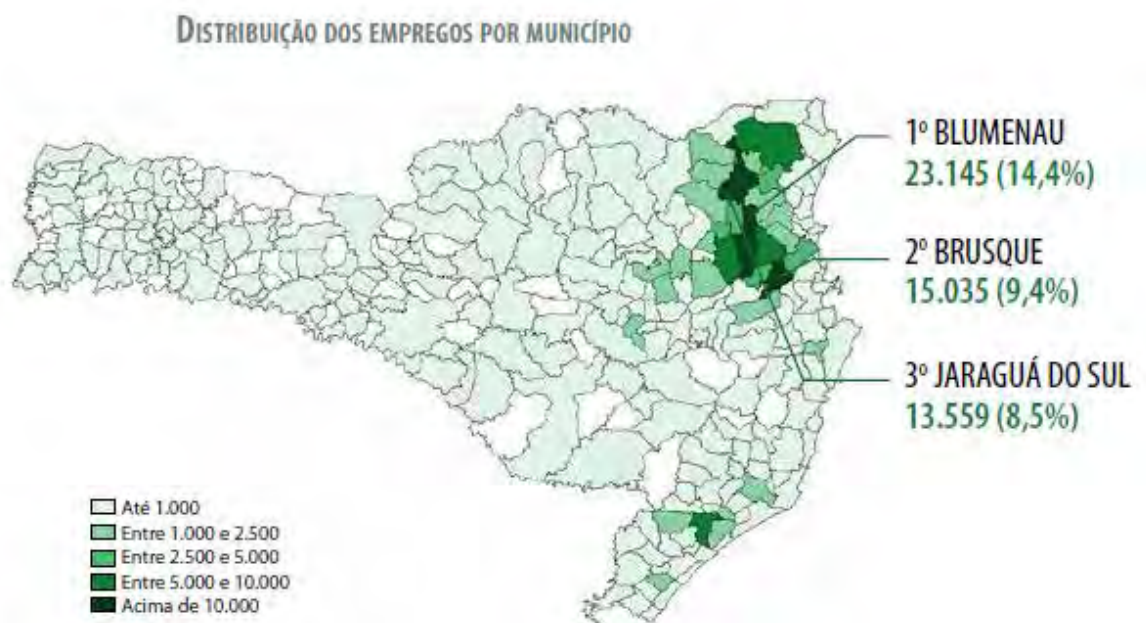 DISTRIBUIÇÃO DOS EMPREGOS POR MUNICÍPIO
1º BLUMENAU
23.145 (14,4%)
2º BRUSQUE
15.035 (9,4%)
3º JARAGUÁ DO SUL
13.559 (8,5%)
Até 1.000
Entre 1.000 e 2.500
Entre 2.500 e 5.000
Entre 5.000 e 10.000
Acima de 10.000